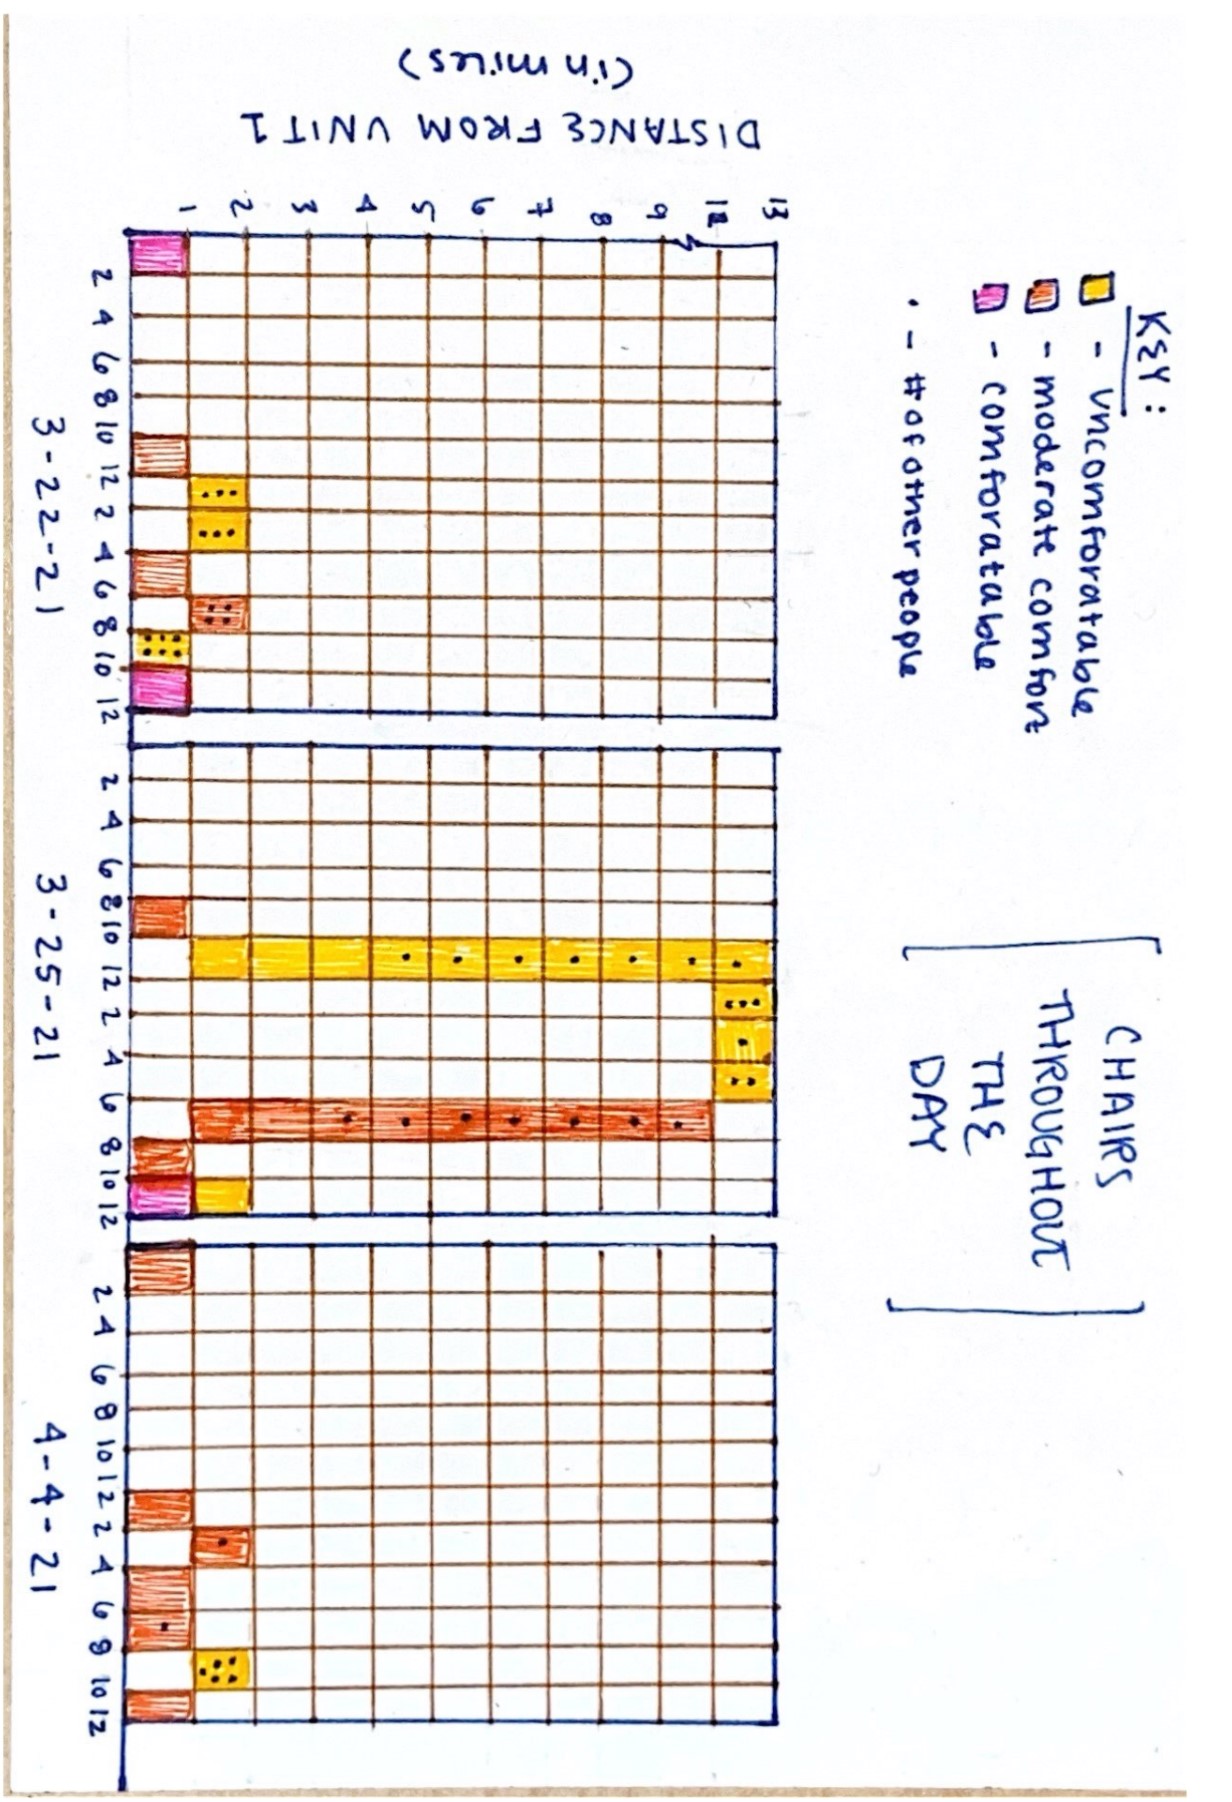 KEY:
- uncomforatable
- moderate comfort
- comforatable
· - # of other people
[ CHAIRS
THROUGHOUT
THE
DAY ]
DISTANCE FROM UNIT 1
(in miles)
13
9
8
7
6
5
4
3
2
1
2 4 6 8 10 12 2 4 6 8 10 12
2 4 6 8 10 12 2 4 6 8 10 12
2 4 6 8 10 12 2 4 6 8 10 12
3-22-21
3-25-21
4-4-21